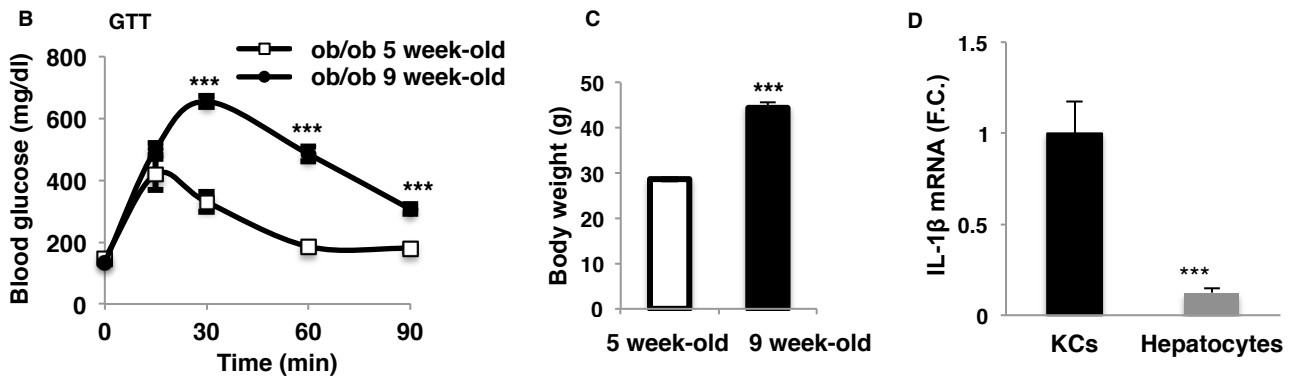 B
GTT
ob/ob 5 week-old
ob/ob 9 week-old
Blood glucose (mg/dl)
800
600
400
200
0
***
***
***
0 30 60 90
Time (min)
C
Body weight (g)
50
40
30
20
10
0
***
5 week-old 9 week-old
D
IL-1β mRNA (F.C.)
1.5
1
0.5
0
***
KCs Hepatocytes